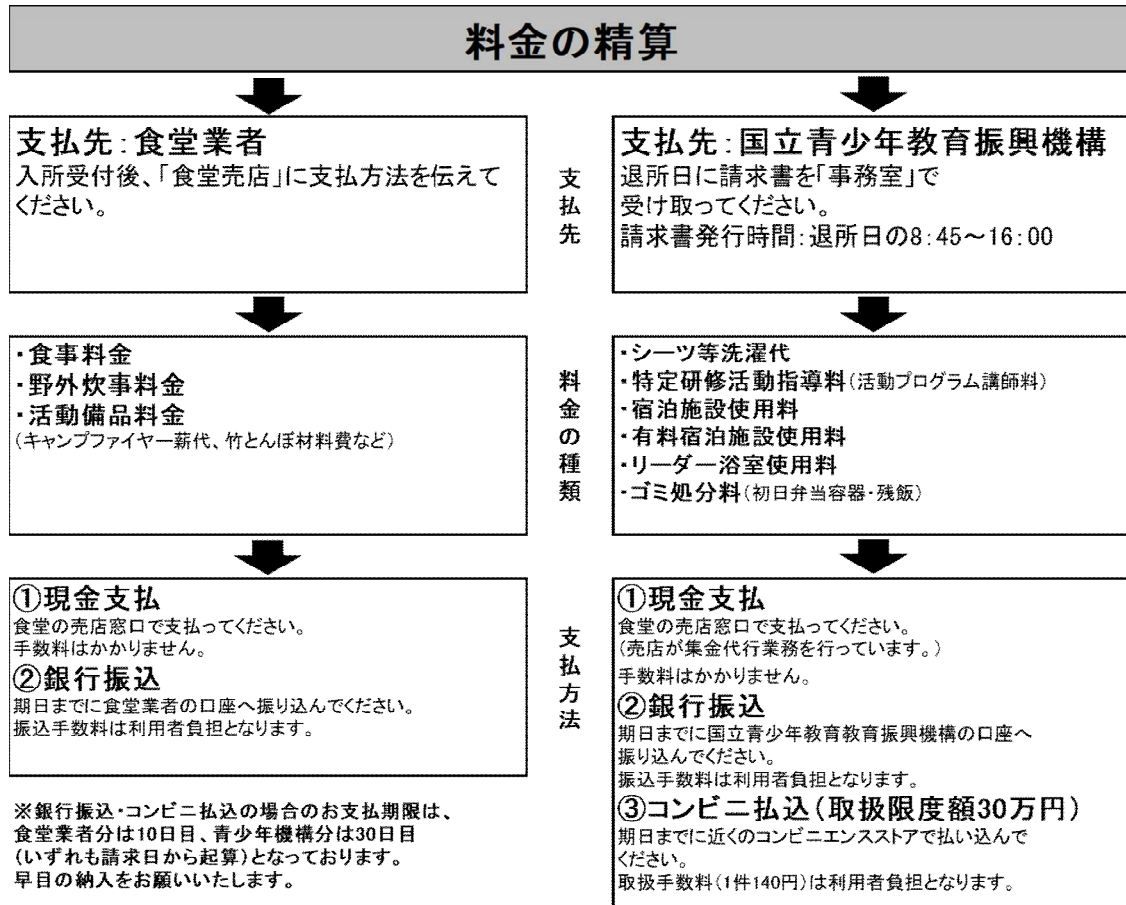 料金の精算
支払先:食堂業者
入所受付後、「食堂売店」に支払方法を伝えて
ください。
支払先
支払先:国立青少年教育振興機構
退所日に請求書を「事務室」で
受け取ってください。
請求書発行時間:退所日の8:45~16:00
・食事料金
・野外炊事料金
・活動備品料金
(キャンプファイヤー薪代、竹とんぼ材料費など)
料金の種類
・シーツ等洗濯代
・特定研修活動指導料(活動プログラム講師料)
・宿泊施設使用料
・有料宿泊施設使用料
・リーダー浴室使用料
・ゴミ処分料(初日弁当容器・残飯)
①現金支払
食堂の売店窓口で支払ってください。
手数料はかかりません。
②銀行振込
期日までに食堂業者の口座へ振り込んでください。
振込手数料は利用者負担となります。
支払方法
①現金支払
食堂の売店窓口で支払ってください。
(売店が集金代行業務を行っています。)
手数料はかかりません。
②銀行振込
期日までに国立青少年教育教育振興機構の口座へ
振り込んでください。
振込手数料は利用者負担となります。
③コンビニ払込(取扱限度額30万円)
期日までに近くのコンビニエンスストアで払い込んで
ください。
取扱手数料(1件140円)は利用者負担となります。
※銀行振込・コンビニ払込の場合のお支払期限は、
食堂業者分は10日目、青少年機構分は30日目
(いずれも請求日から起算)となっております。
早目の納入をお願いいたします。